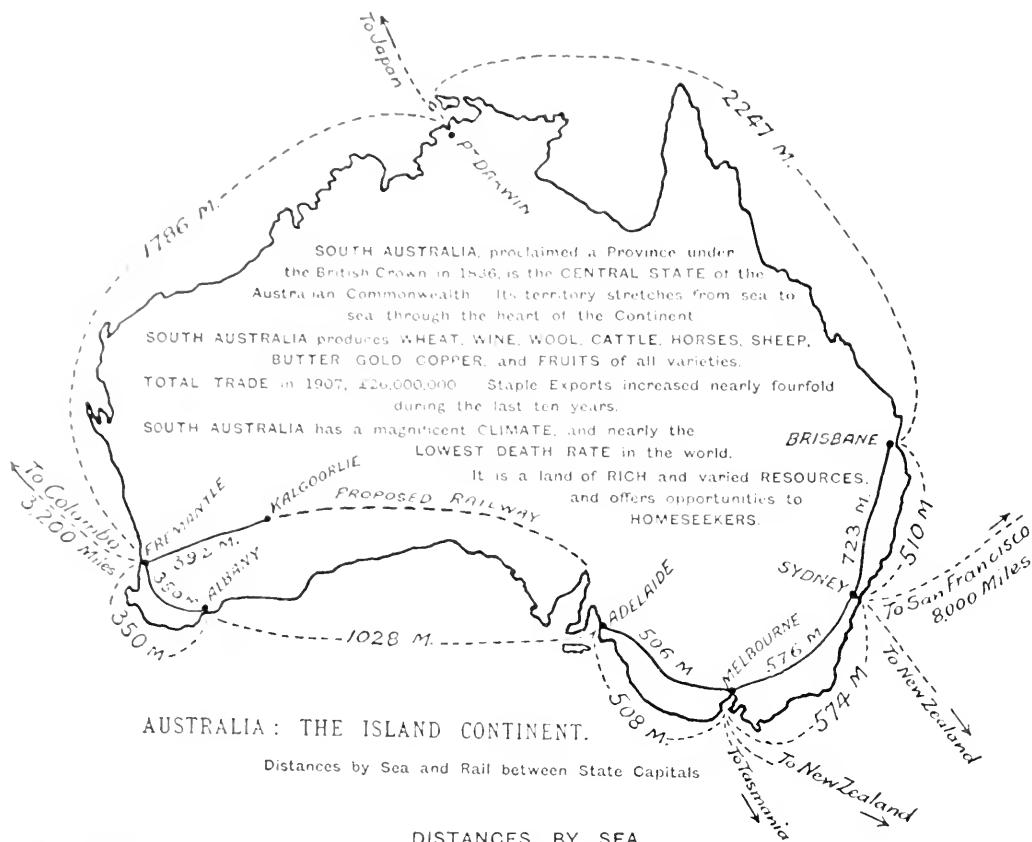 To Japan
2247 M.
PT DARWIN
1786 M.
SOUTH AUSTRALIA, proclaimed a Province under
the British Crown in 1836, is the CENTRAL STATE of the
Australian Commonwealth Its territory stretches from sea to
sea through the heart of the Continent
SOUTH AUSTRALIA produces WHEAT, WINE, WOOL, CATTLE, HORSES, SHEEP,
BUTTER GOLD COPPER, and FRUITS of all varieties.
TOTAL TRADE in 1907, £26,000,000 Staple Exports increased nearly fourfold
during the last ten years.
SOUTH AUSTRALIA has a magnificent CLIMATE, and nearly the
LOWEST DEATH RATE in the world.
It is a land of RICH and varied RESOURCES,
and offers opportunities to
HOMESEEKERS.
BRISBANE
To Columbo
3,200 Miles
FREMANTLE
KALGOORLIE
PROPOSED RAILWAY
392 M.
350 M
ALBANY
350 M
1028 M.
ADELAIDE
506 M
MELBOURNE
576 M
SYDNEY
723 M.
510 M
To San Francisco
8,000 Miles
To New Zealand
574 M
508 M.
To Tasmania
To New Zealand
AUSTRALIA: THE ISLAND CONTINENT.
Distances by Sea and Rail between State Capitals
DISTANCES BY SEA